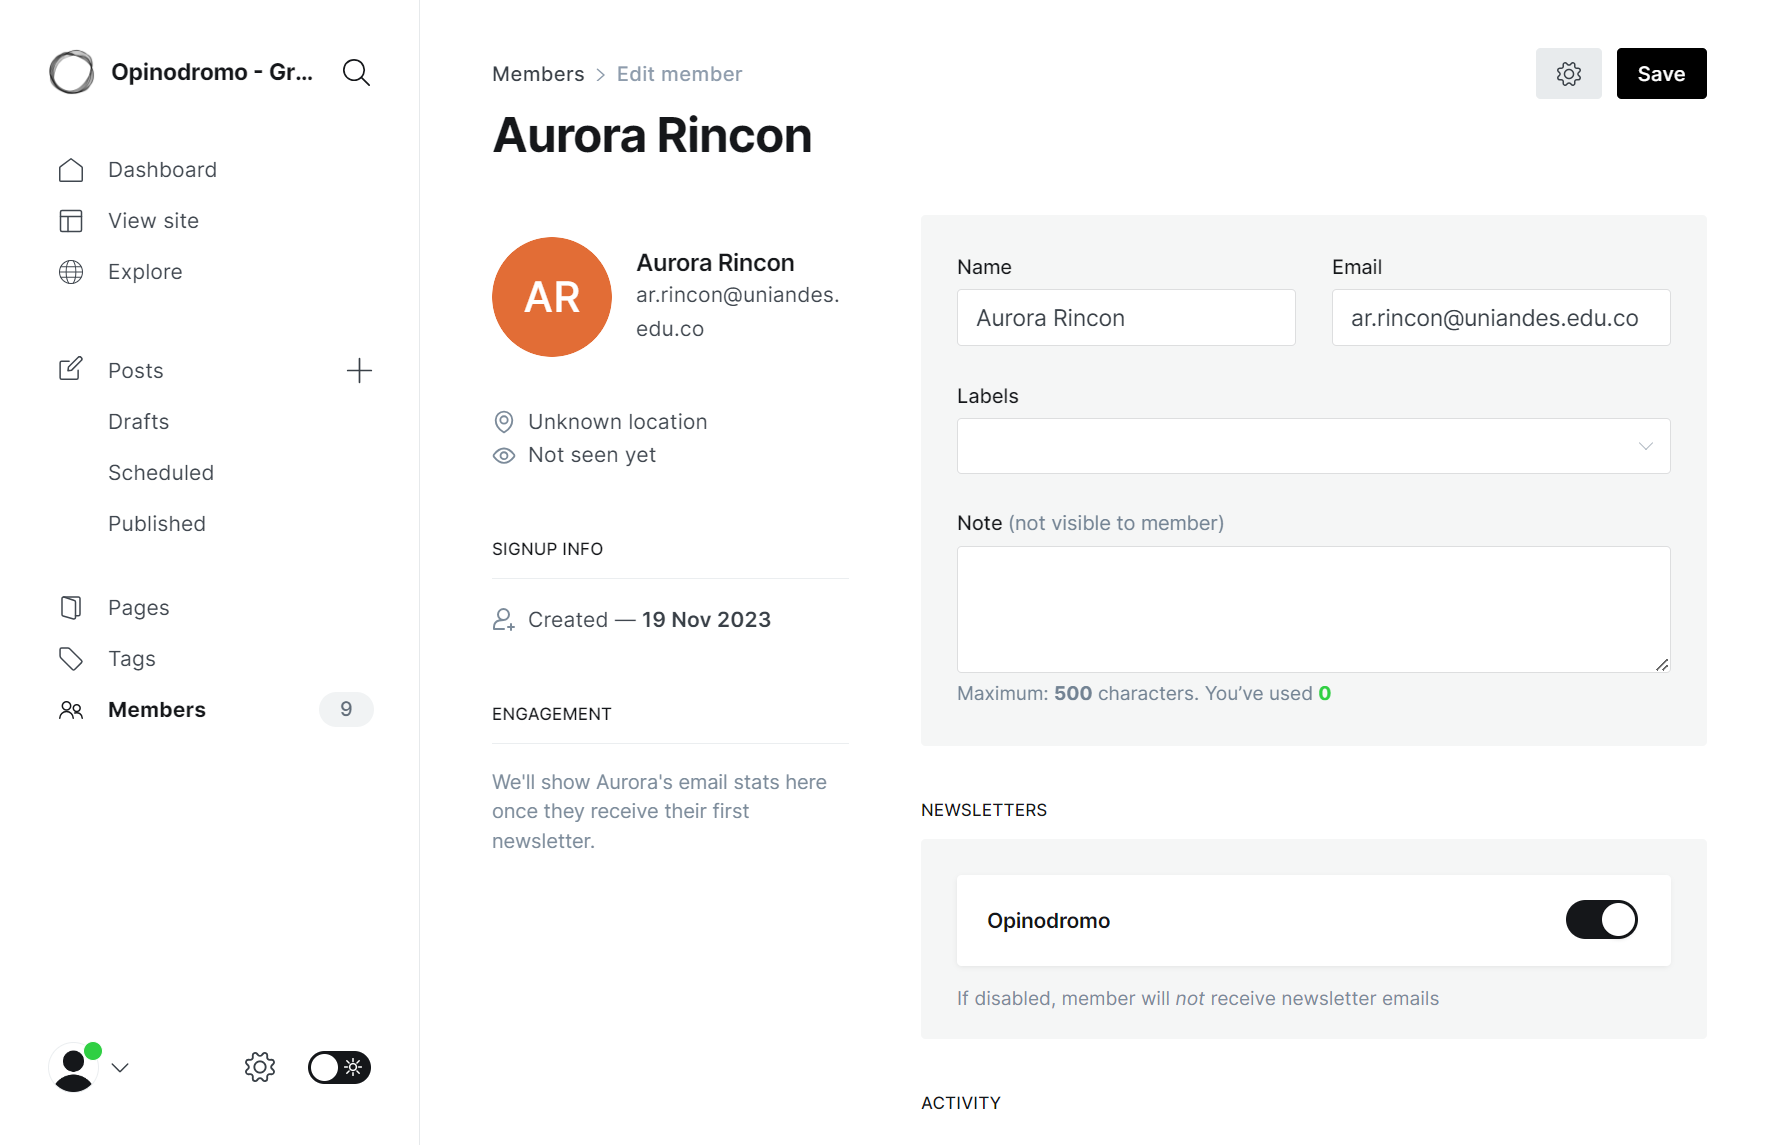 Opinodromo - Gr...
Dashboard
View site
Explore
Posts
Drafts
Scheduled
Published
Pages
Tags
Members
9
Members > Edit member
Save
Aurora Rincon
AR
Aurora Rincon
ar.rincon@uniandes.
edu.co
Unknown location
Not seen yet
SIGNUP INFO
Created — 19 Nov 2023
ENGAGEMENT
We'll show Aurora's email stats here
once they receive their first
newsletter.
Name
Aurora Rincon
Email
ar.rincon@uniandes.edu.co
Labels
Note (not visible to member)
Maximum: 500 characters. You’ve used 0
NEWSLETTERS
Opinodromo
If disabled, member will not receive newsletter emails
ACTIVITY